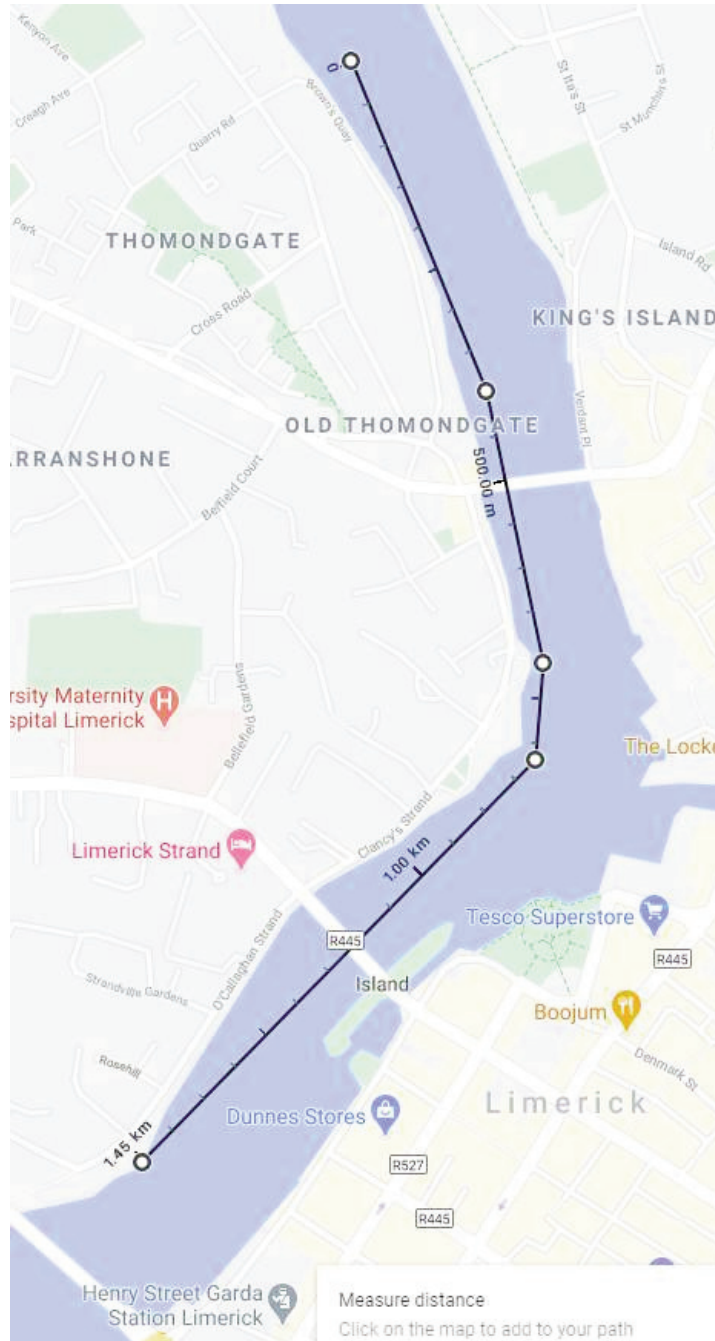 Kenyon Ave
Creagh Ave
Quarry Rd
Brown's Quay
0
St Ita's St
St Munchin's St
Park
THOMONDGATE
Cross Road
Island Rd
KING'S ISLAND
Verdant Pl
OLD THOMONDGATE
ARRANSHONE
Belfield Court
500.00 m
Bellefield Gardens
rsity Maternity
spital Limerick
H
The Locke
Clancy's Strand
Limerick Strand
1.00 km
Tesco Superstore
R445
R445
O'Callaghan Strand
Island
Strandville Gardens
Boojum
Rosehill
Denmark St
Limerick
Dunnes Stores
1.45 km
R527
R445
Henry Street Garda
Station Limerick
Measure distance
Click on the map to add to your path